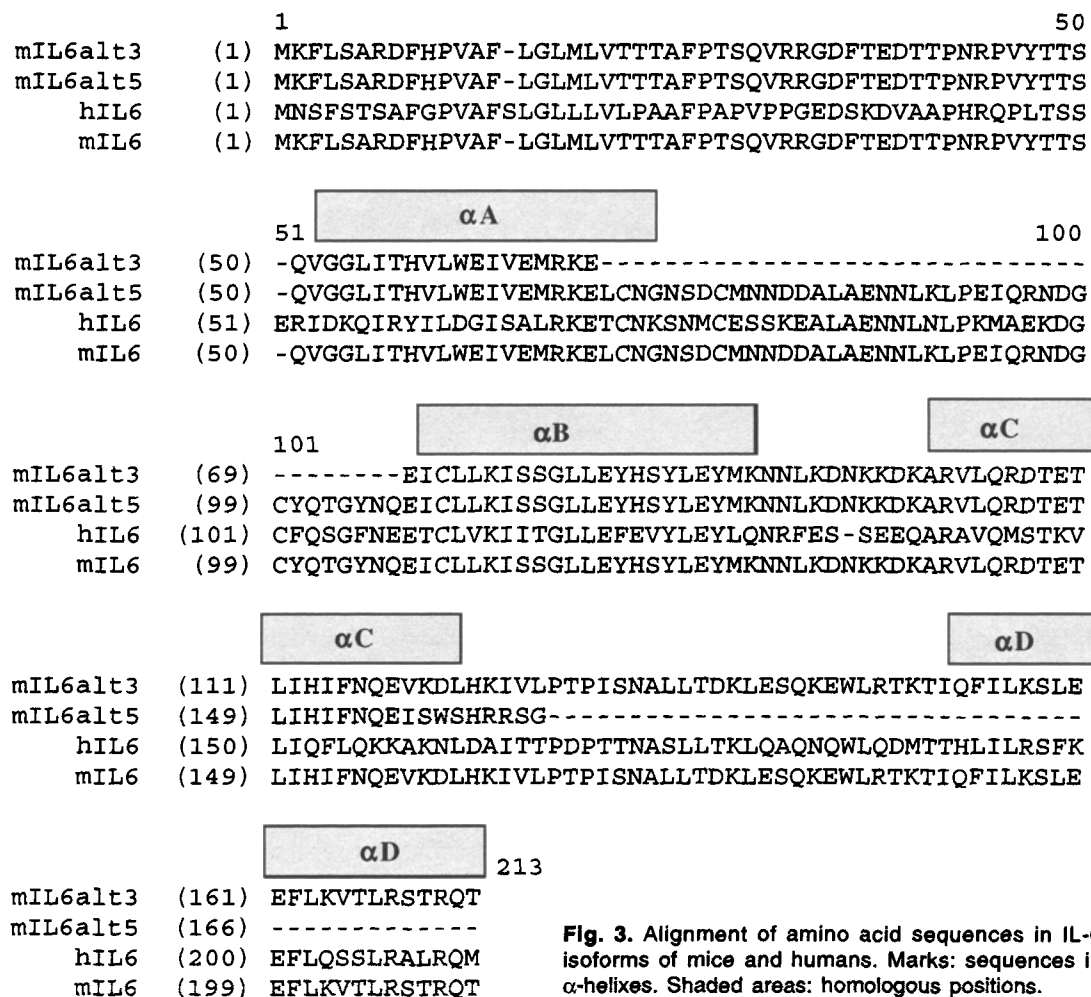 1 50
mIL6alt3 (1) MKFLSARDFHPVAF-LGLMLVTTTAFPTSQVRRGDFTEDTTPNRPVYTTS
mIL6alt5 (1) MKFLSARDFHPVAF-LGLMLVTTTAFPTSQVRRGDFTEDTTPNRPVYTTS
hIL6 (1) MNSFSTSAFGPVAFSLGLLLVLPAAFPAPVPPGEDSKDVAAPHRQPLTSS
mIL6 (1) MKFLSARDFHPVAF-LGLMLVTTTAFPTSQVRRGDFTEDTTPNRPVYTTS
αA
51 100
mIL6alt3 (50) -QVGGLITHVLWEIVEMRKE------------------------------
mIL6alt5 (50) -QVGGLITHVLWEIVEMRKELCNGNSDCMNNDDALAENNLKLPEIQRNDG
hIL6 (51) ERIDKQIRYILDGISALRKETCNKSNMCESSKEALAENNLNLPKMAEKDG
mIL6 (50) -QVGGLITHVLWEIVEMRKELCNGNSDCMNNDDALAENNLKLPEIQRNDG
αB αC
101
mIL6alt3 (69) --------EICLLKISSGLLEYHSYLEYMKNNLKDNKKDKARVLQRDTET
mIL6alt5 (99) CYQTGYNQEICLLKISSGLLEYHSYLEYMKNNLKDNKKDKARVLQRDTET
hIL6 (101) CFQSGFNEETCLVKIITGLLEFEVYLEYLQNRFES-SEEQARAVQMSTKV
mIL6 (99) CYQTGYNQEICLLKISSGLLEYHSYLEYMKNNLKDNKKDKARVLQRDTET
αC αD
mIL6alt3 (111) LIHIFNQEVKDLHKIVLPTPISNALLTDKLESQKEWLRTKTIQFILKSLE
mIL6alt5 (149) LIHIFNQEISWSHRRSG---------------------------------
hIL6 (150) LIQFLQKKAKNLDAITTPDPTTNASLLTKLQAQNQWLQDMTTHLILRSFK
mIL6 (149) LIHIFNQEVKDLHKIVLPTPISNALLTDKLESQKEWLRTKTIQFILKSLE
αD 213
mIL6alt3 (161) EFLKVTLRSTRQT
mIL6alt5 (166) -------------
hIL6 (200) EFLQSSLRALRQM
mIL6 (199) EFLKVTLRSTRQT
Fig. 3. Alignment of amino acid sequences in IL-
isoforms of mice and humans. Marks: sequences i
α-helixes. Shaded areas: homologous positions.